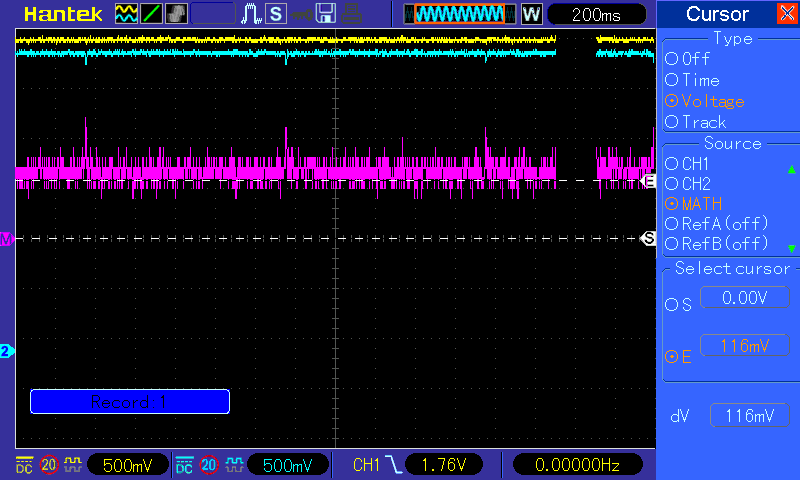 Hantek S W 200ms Cursor
Type
Off
Time
Voltage
Track
Source
CH1
CH2
MATH
RefA(off)
RefB(off)
Select cursor
S 0.00V
E 116mV
dV 116mV
E
S
M
2
Record 1
DC 20 500mV DC 20 500mV CH1 1.76V 0.00000Hz